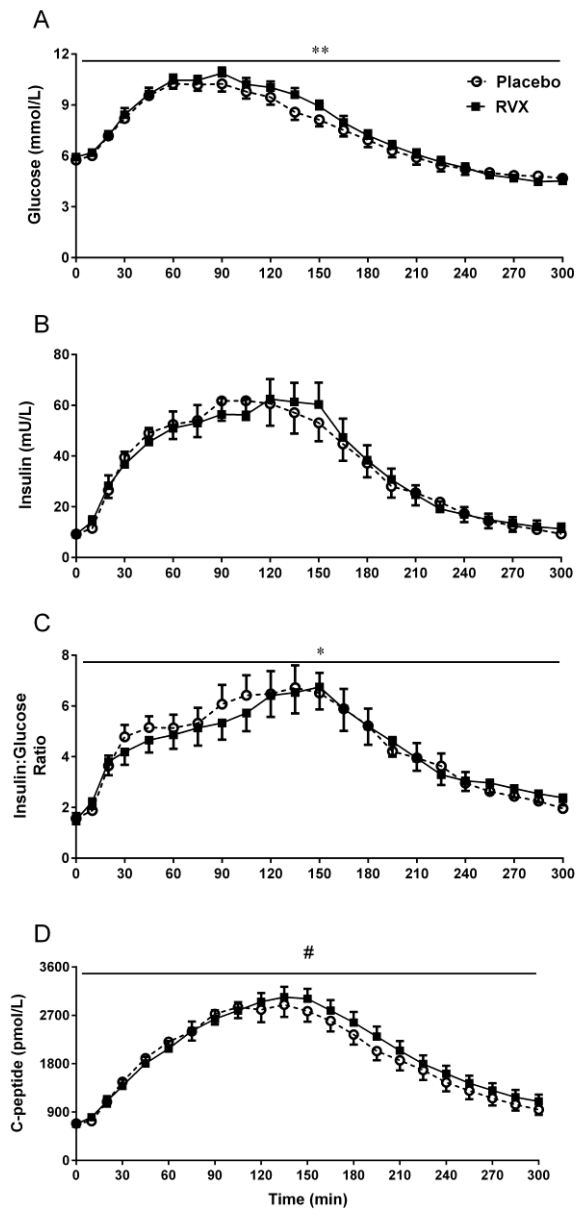 A
**
Glucose (mmol/L)
12
9
6
3
0
Placebo
RVX
0 30 60 90 120 150 180 210 240 270 300
B
Insulin (mU/L)
80
60
40
20
0
0 30 60 90 120 150 180 210 240 270 300
C
*
Insulin:Glucose
Ratio
8
6
4
2
0
0 30 60 90 120 150 180 210 240 270 300
D
#
C-peptide (pmol/L)
3600
2700
1800
900
0
0 30 60 90 120 150 180 210 240 270 300
Time (min)